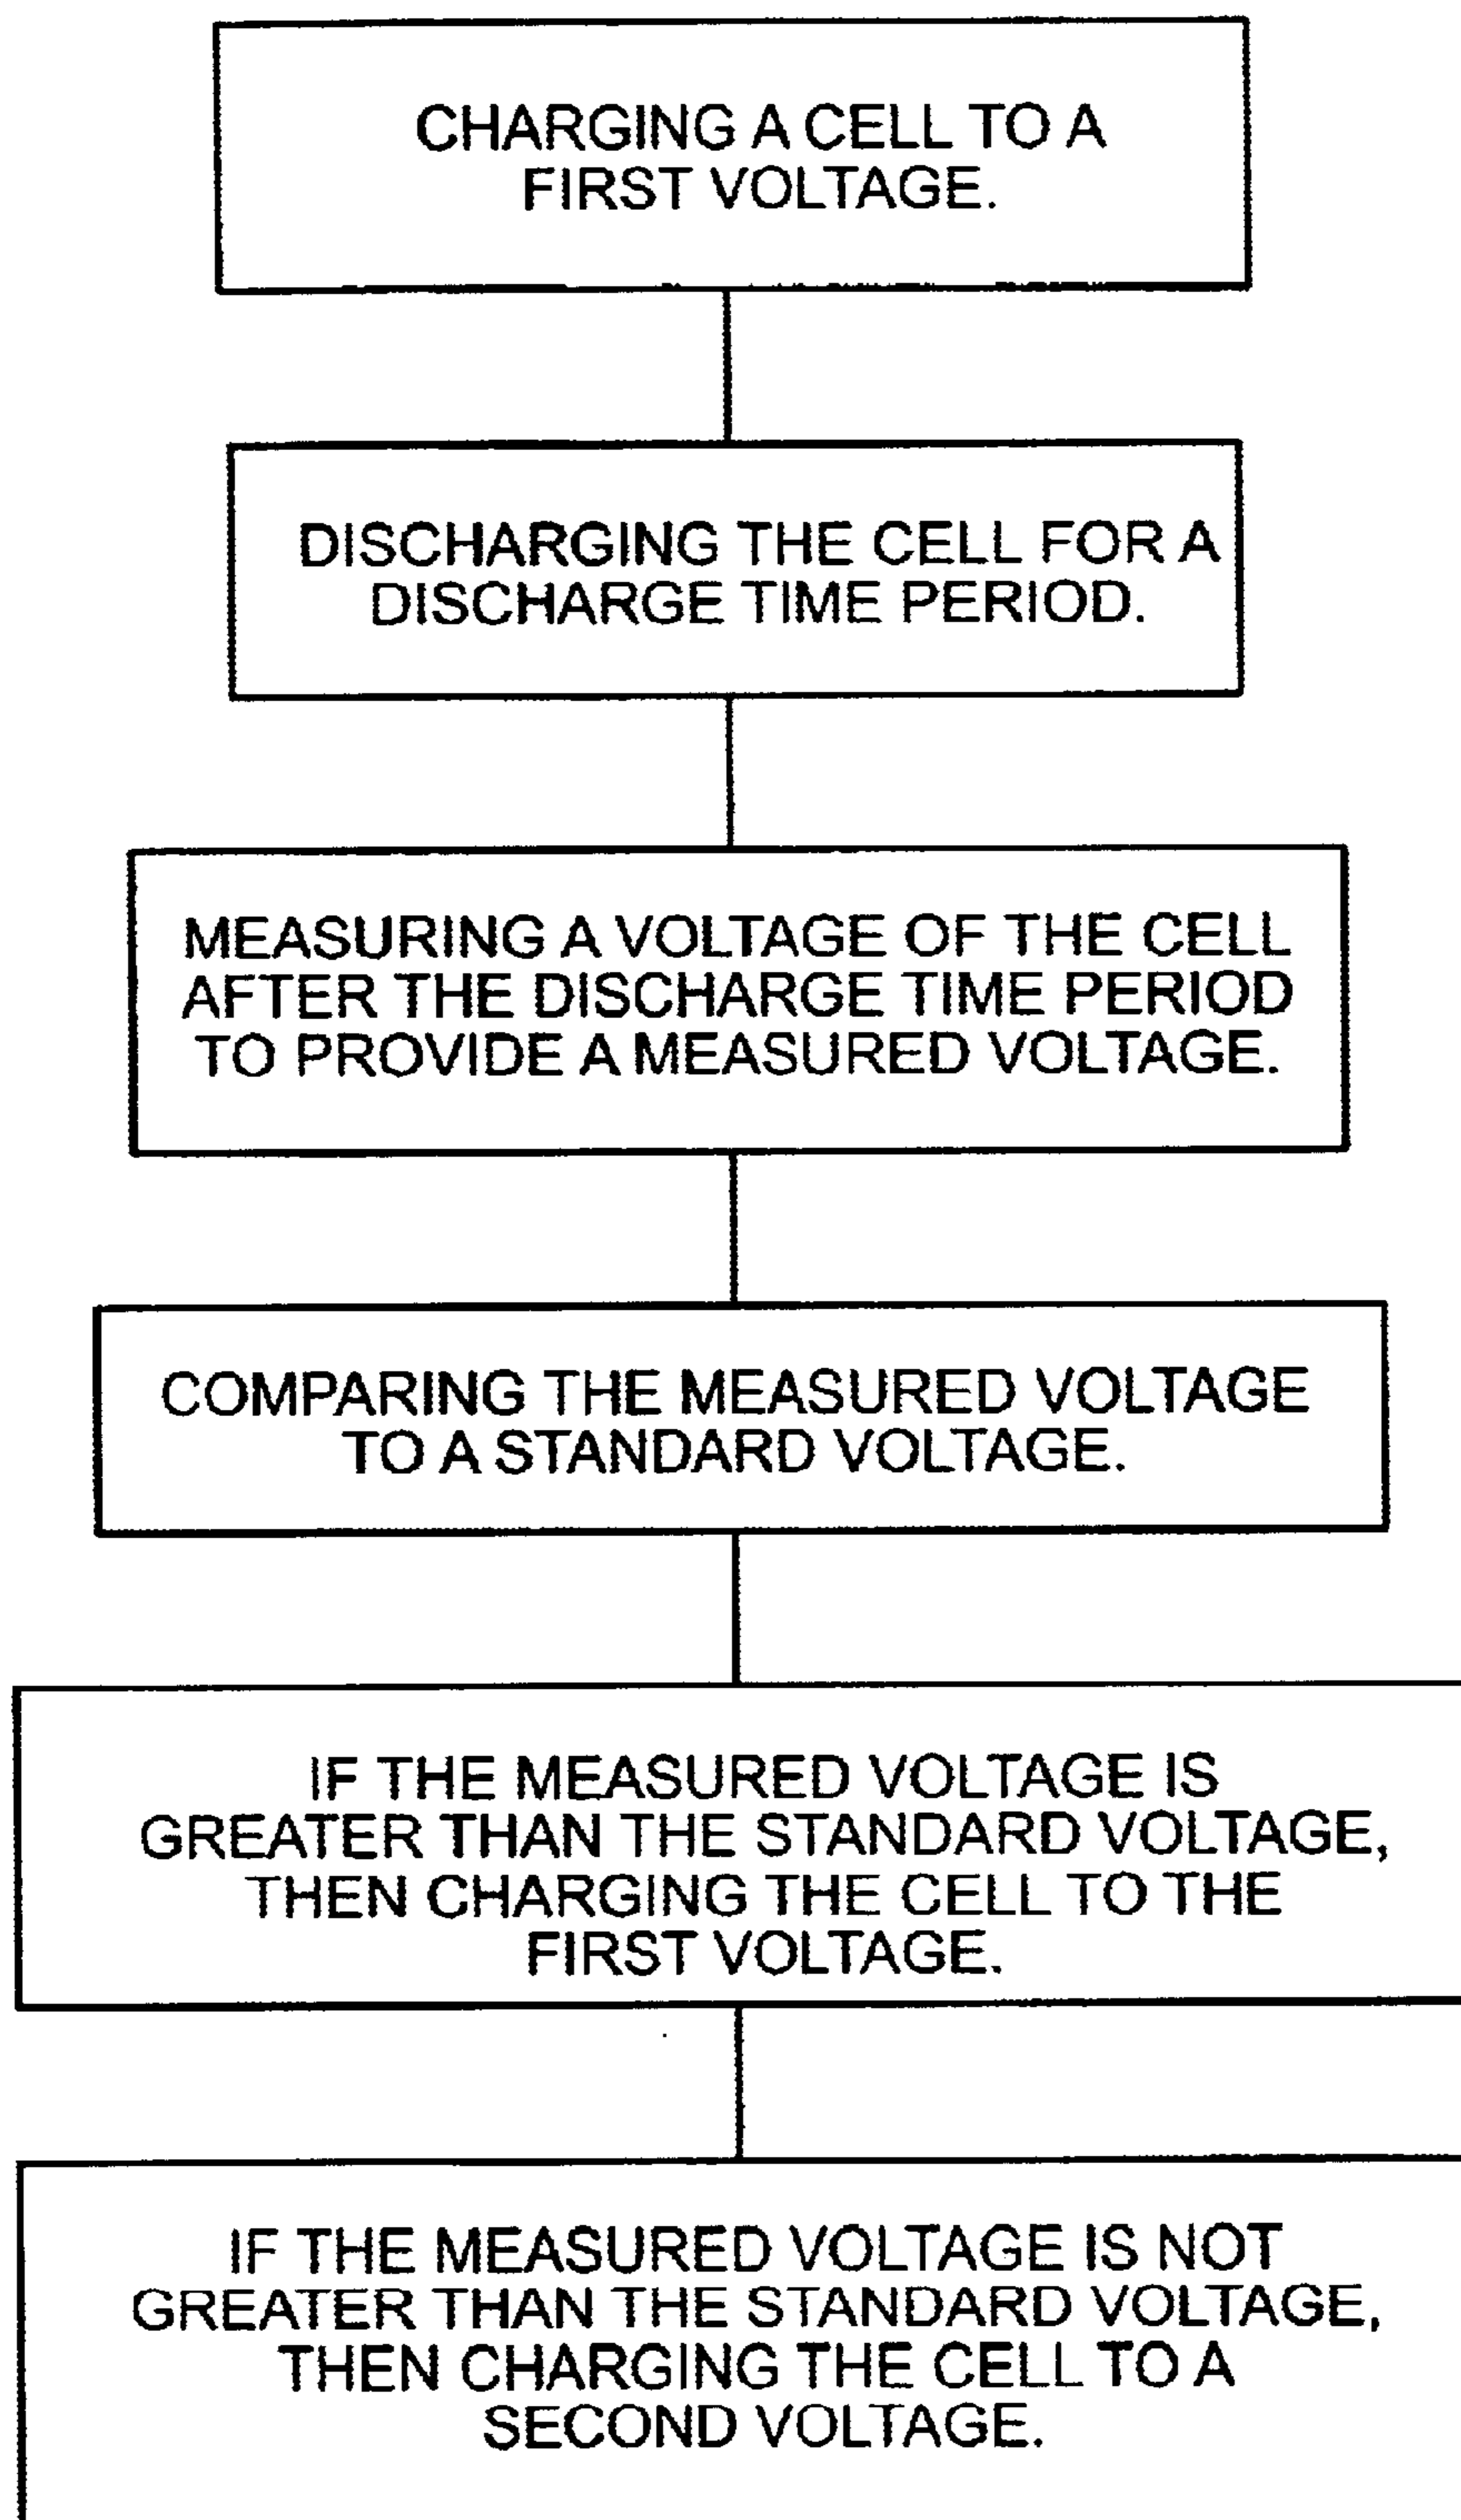 CHARGING A CELL TO A
FIRST VOLTAGE.
DISCHARGING THE CELL FOR A
DISCHARGE TIME PERIOD.
MEASURING A VOLTAGE OF THE CELL
AFTER THE DISCHARGE TIME PERIOD
TO PROVIDE A MEASURED VOLTAGE.
COMPARING THE MEASURED VOLTAGE
TO A STANDARD VOLTAGE.
IF THE MEASURED VOLTAGE IS
GREATER THAN THE STANDARD VOLTAGE,
THEN CHARGING THE CELL TO THE
FIRST VOLTAGE.
IF THE MEASURED VOLTAGE IS NOT
GREATER THAN THE STANDARD VOLTAGE,
THEN CHARGING THE CELL TO A
SECOND VOLTAGE.